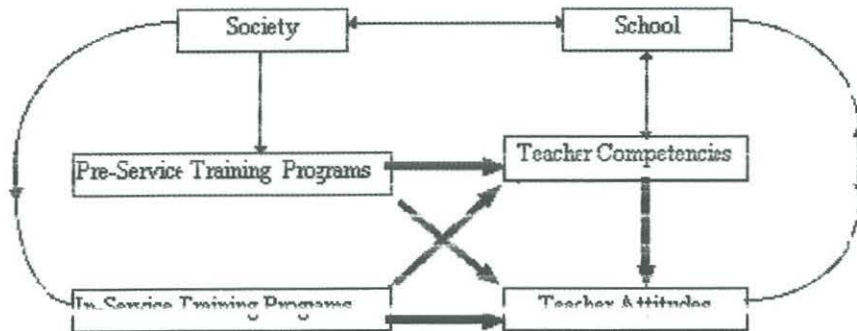 Society
School
Pre-Service Training Programs
Teacher Competencies
In-Service Training Programs
Teacher Attitudes